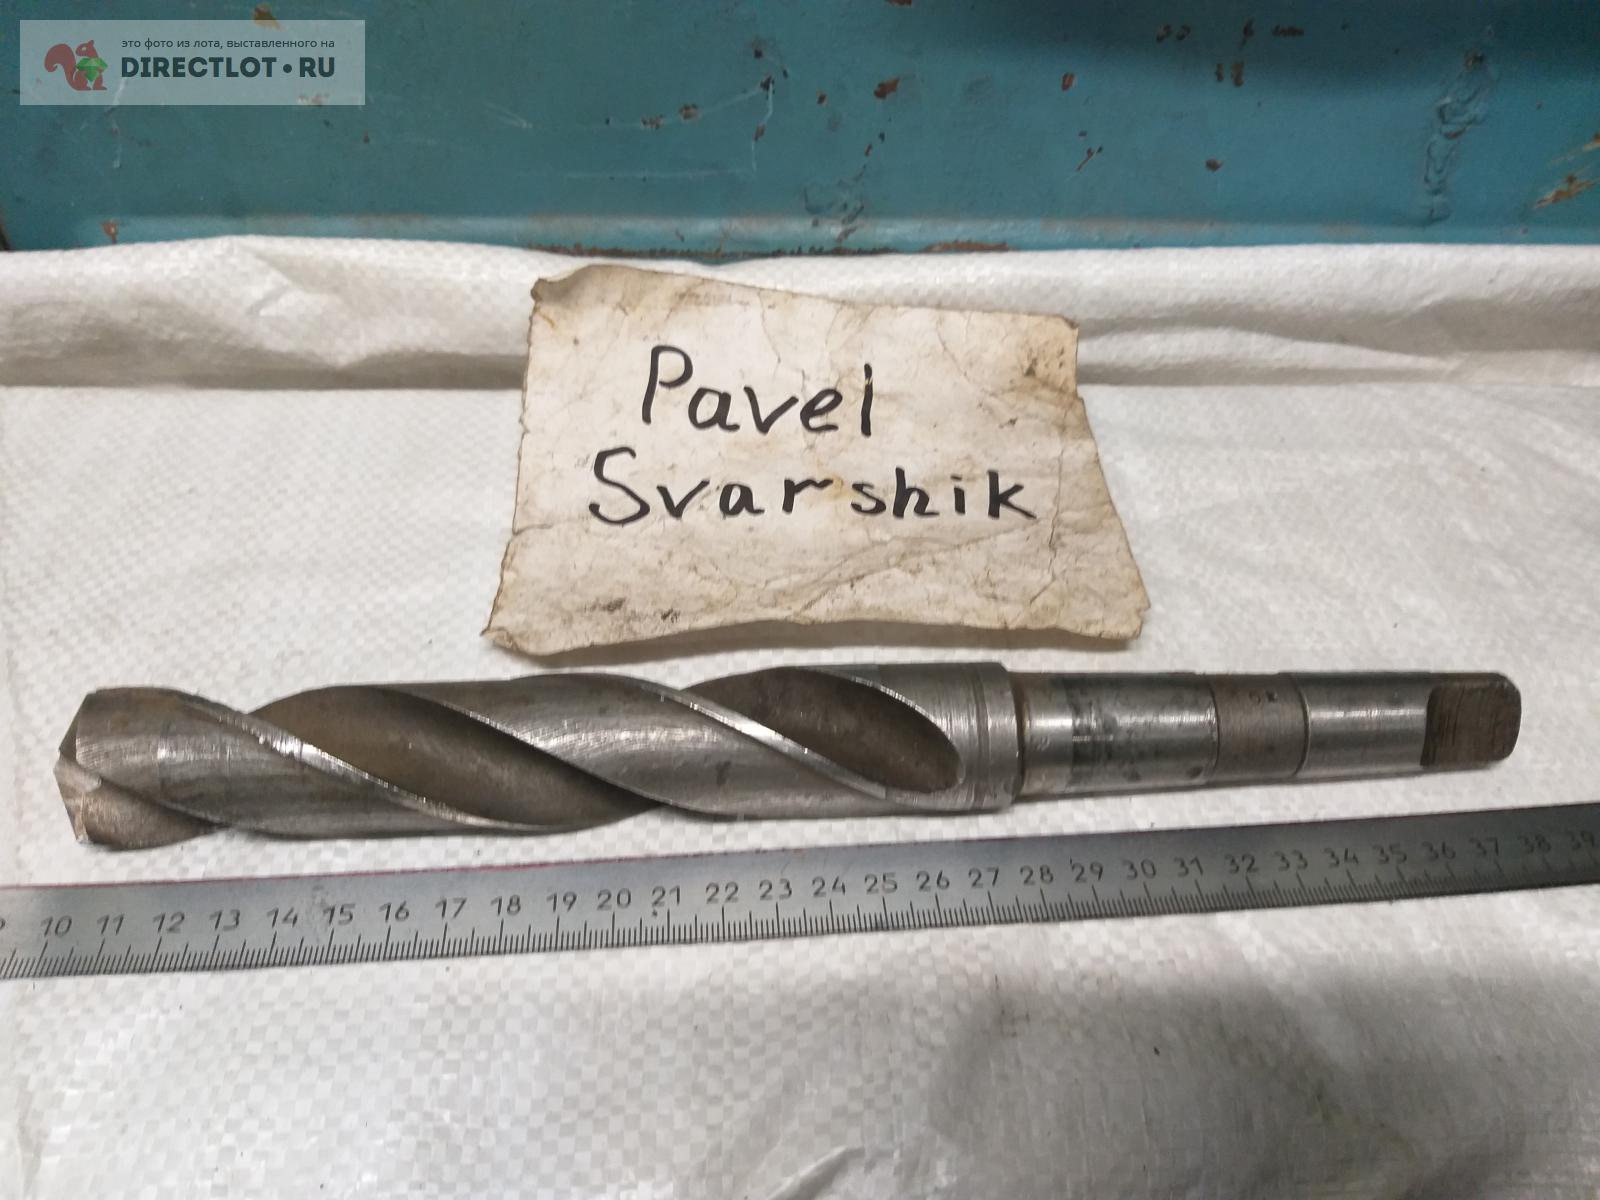 это фото из лота, выставленного на
DIRECTLOT•RU
Pavel
Svarshik
10 11 12 13 14 15 16 17 18 19 20 21 22 23 24 25 26 27 28 29 30 31 32 33 34 35 36 37 38 39